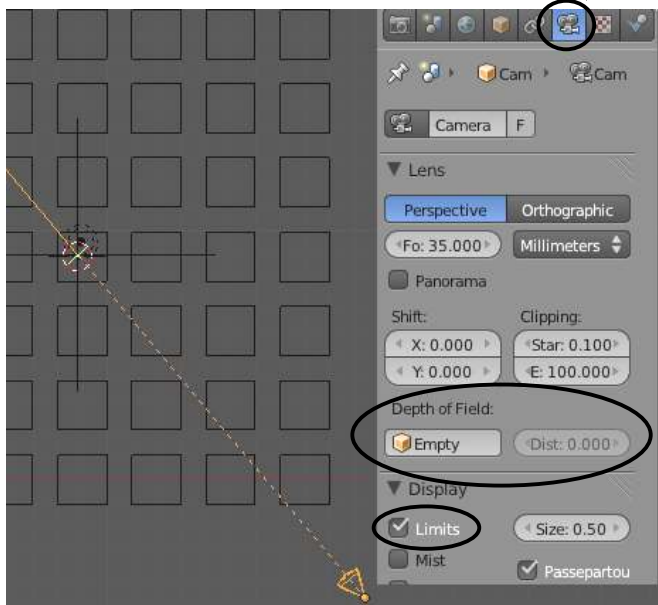 Cam Cam
Camera F
Lens
Perspective Orthographic
Fo: 35.000 Millimeters
Panorama
Shift: Clipping:
X: 0.000 Star: 0.100
Y: 0.000 E: 100.000
Depth of Field:
Empty Dist: 0.000
Display
Limits Size: 0.50
Mist Passepartou